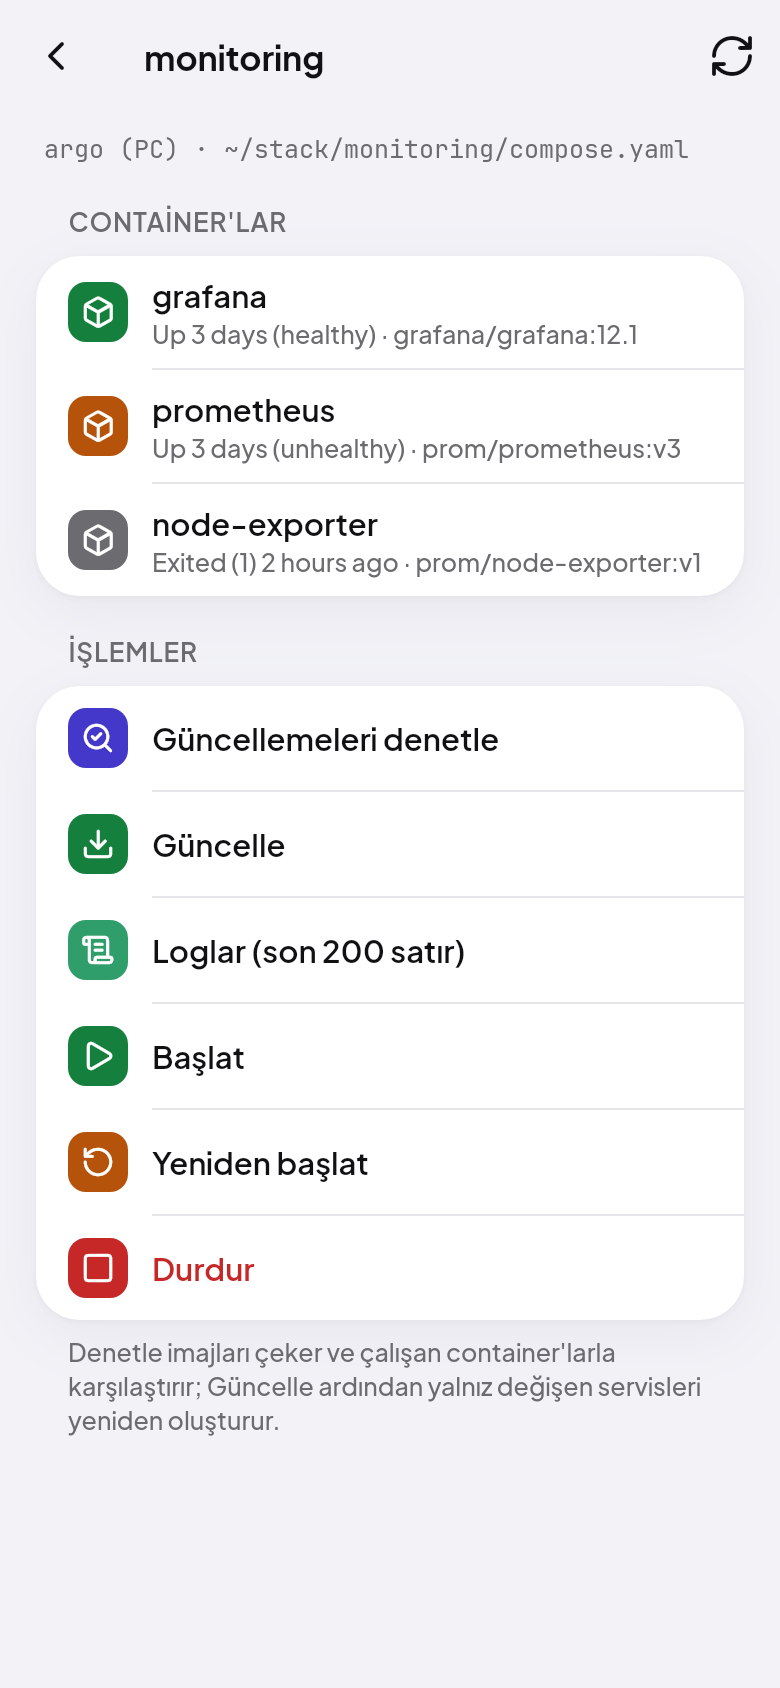 monitoring
argo (PC) · ~/stack/monitoring/compose.yaml
CONTAİNER'LAR
grafana
Up 3 days (healthy) · grafana/grafana:12.1
prometheus
Up 3 days (unhealthy) · prom/prometheus:v3
node-exporter
Exited (1) 2 hours ago · prom/node-exporter:v1
İŞLEMLER
Güncellemeleri denetle
Güncelle
Loglar (son 200 satır)
Başlat
Yeniden başlat
Durdur
Denetle imajları çeker ve çalışan container'larla
karşılaştırır; Güncelle ardından yalnız değişen servisleri
yeniden oluşturur.